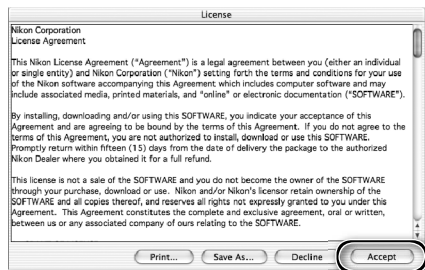 License
Nikon Corporation
License Agreement
This Nikon License Agreement ("Agreement") is a legal agreement between you (either an individual
or single entity) and Nikon Corporation ("Nikon") setting forth the terms and conditions for your use
of the Nikon software accompanying this Agreement which includes computer software and may
include associated media, printed materials, and "online" or electronic documentation ("SOFTWARE").
By installing, downloading and/or using this SOFTWARE, you indicate your acceptance of this
Agreement and are agreeing to be bound by the terms of this Agreement. If you do not agree to the
terms of this Agreement, you are not authorized to install, download or use this SOFTWARE.
Promptly return within fifteen (15) days from the date of delivery the package to the authorized
Nikon Dealer where you obtained it for a full refund.
This license is not a sale of the SOFTWARE and you do not become the owner of the SOFTWARE
through your purchase, download or use. Nikon and/or Nikon's licensor retain ownership of the
SOFTWARE and all copies thereof, and reserves all rights not expressly granted to you under this
Agreement. This Agreement constitutes the complete and exclusive agreement, oral or written,
between us or any associated company of ours relating to the SOFTWARE.
Print... Save As... Decline Accept